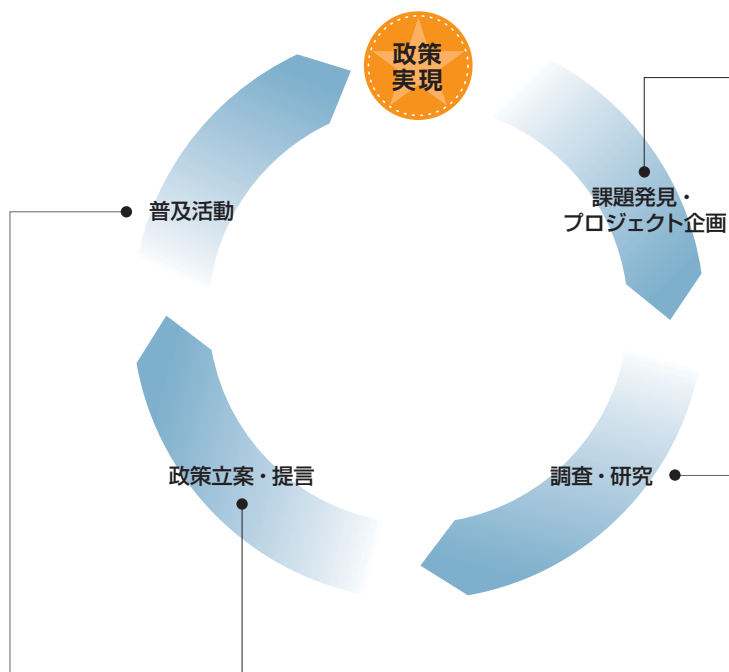 政策
実現
課題発見・
プロジェクト企画
調査・研究
政策立案・提言
普及活動